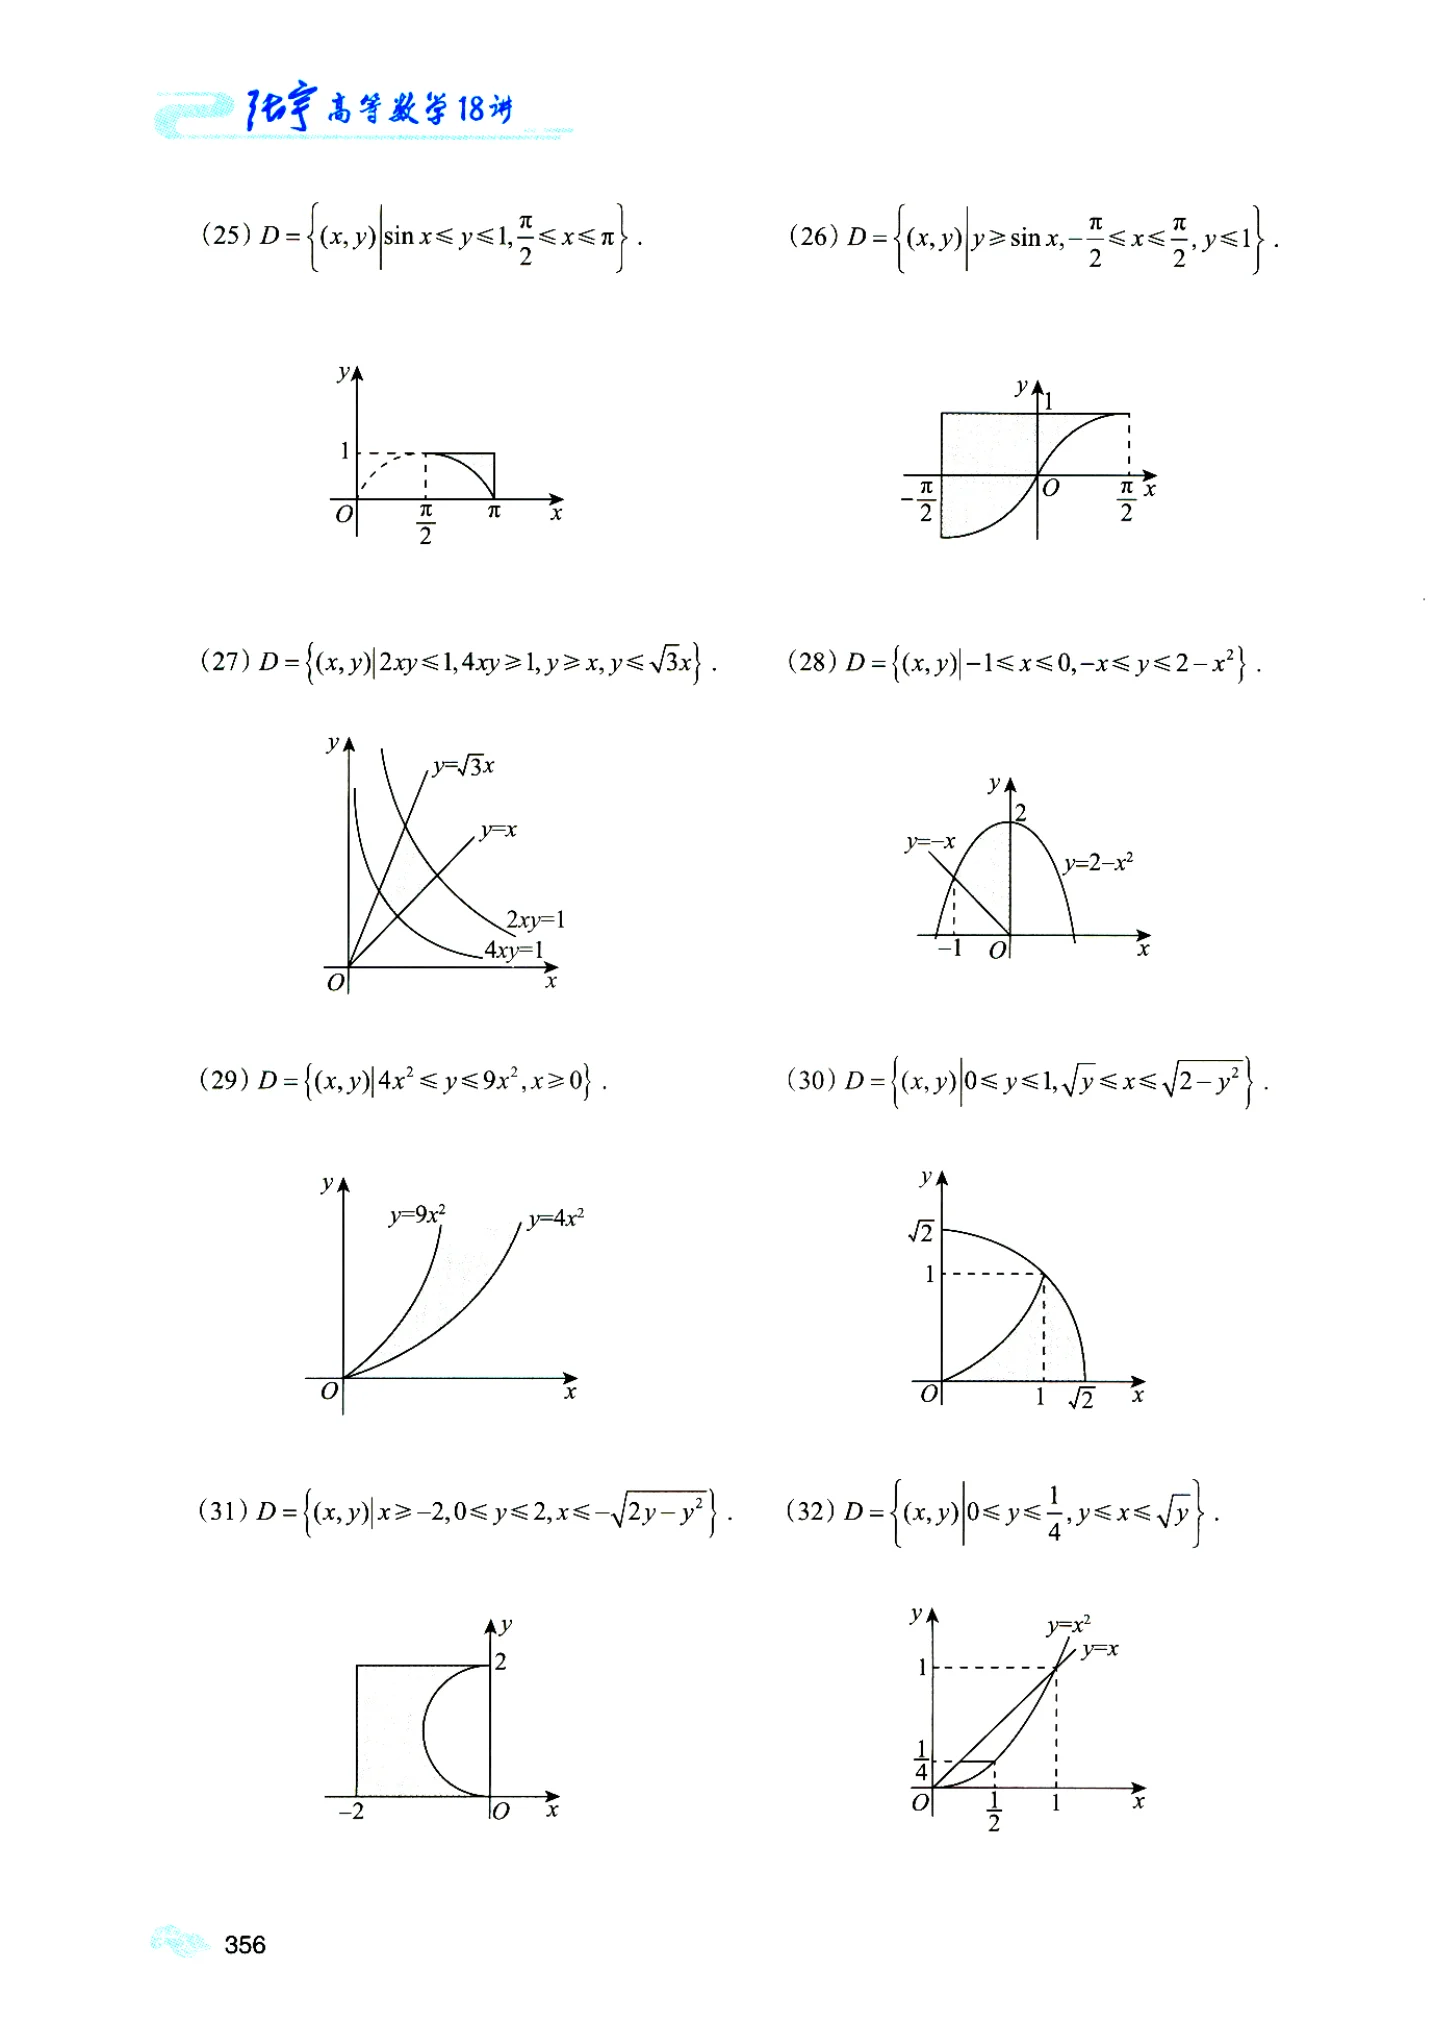 张宇高等数学18讲
(25) D={(x,y)|sin x≤y≤1, π/2≤x≤π}.
(26) D={(x,y)|y≥sin x, -π/2≤x≤π/2, y≤1}.
y
1
O
π/2
π
x
y
1
-π/2
O
π/2
x
(27) D={(x,y)|2xy≤1,4xy≥1,y≥x,y≤√3x}.
(28) D={(x,y)|-1≤x≤0,-x≤y≤2-x²}.
y
y=√3x
y=x
2xy=1
4xy=1
O
x
y
2
y=-x
y=2-x²
-1
O
x
(29) D={(x,y)|4x²≤y≤9x²,x≥0}.
(30) D={(x,y)|0≤y≤1,√y≤x≤√(2-y²)}.
y
y=9x²
y=4x²
O
x
y
√2
1
O
1
√2
x
(31) D={(x,y)|x≥-2,0≤y≤2,x≤-√(2y-y²)}.
(32) D={(x,y)|0≤y≤1/4,y≤x≤√y}.
y
2
-2
O
x
y
y=x²
y=x
1
1/4
O
1/2
1
x
356